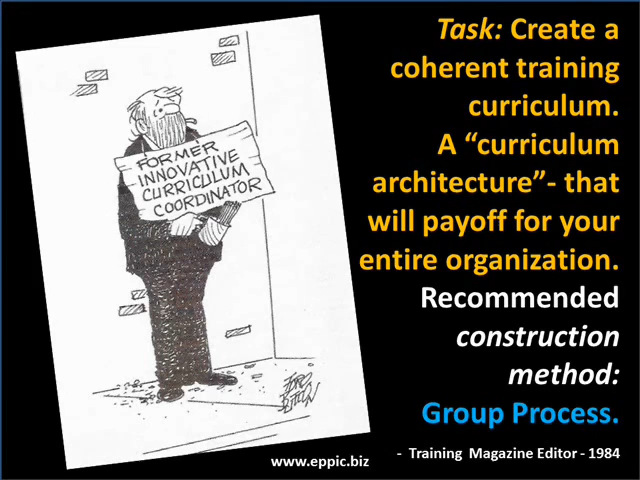 FORMER
INNOVATIVE
CURRICULUM
COORDINATOR
Task: Create a
coherent training
curriculum.
A “curriculum
architecture”- that
will payoff for your
entire organization.
Recommended
construction
method:
Group Process.
- Training Magazine Editor - 1984
www.eppic.biz